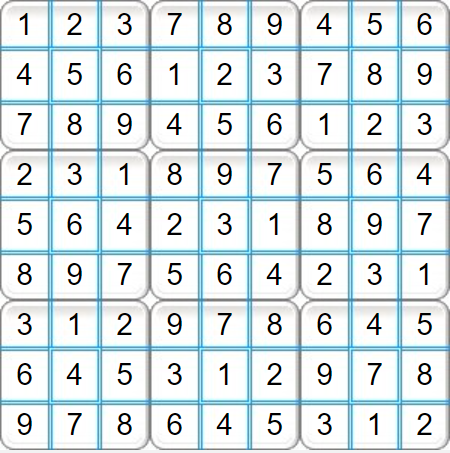 1 2 3 7 8 9 4 5 6
4 5 6 1 2 3 7 8 9
7 8 9 4 5 6 1 2 3
2 3 1 8 9 7 5 6 4
5 6 4 2 3 1 8 9 7
8 9 7 5 6 4 2 3 1
3 1 2 9 7 8 6 4 5
6 4 5 3 1 2 9 7 8
9 7 8 6 4 5 3 1 2